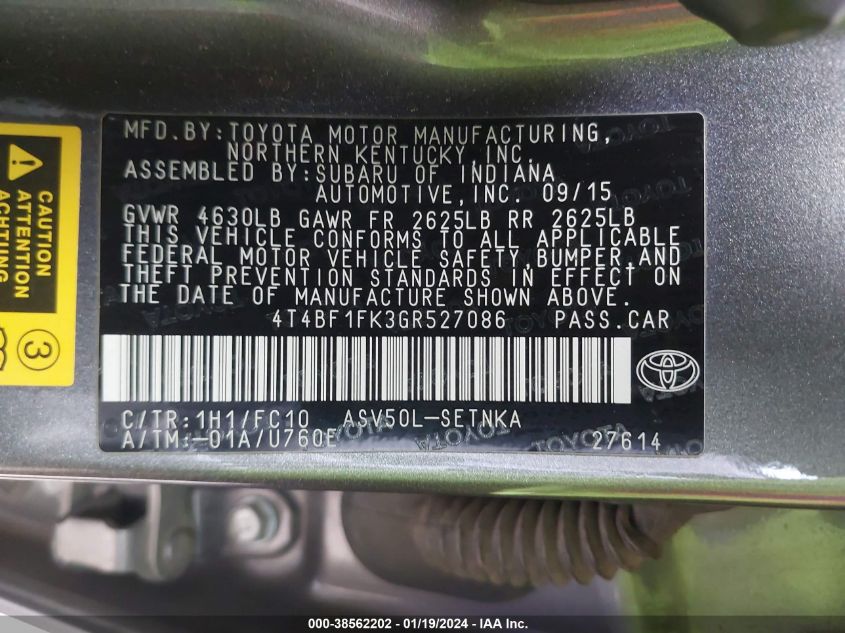 CAUTION
ATTENTION
ACHTUNG
3
MFD.BY:TOYOTA MOTOR MANUFACTURING,
NORTHERN KENTUCKY,INC.
ASSEMBLED BY:SUBARU OF INDIANA
AUTOMOTIVE,INC. 09/15
GVWR 4630LB GAWR FR 2625LB RR 2625LB
THIS VEHICLE CONFORMS TO ALL APPLICABLE
FEDERAL MOTOR VEHICLE SAFETY,BUMPER,AND
THEFT PREVENTION STANDARDS IN EFFECT ON
THE DATE OF MANUFACTURE SHOWN ABOVE.
4T4BF1FK3GR527086 PASS.CAR
C/TR:1H1/FC10 ASV50L-SETNKA
A/TM:-01A/U760E 27614
000-38562202 - 01/19/2024 - IAA Inc.